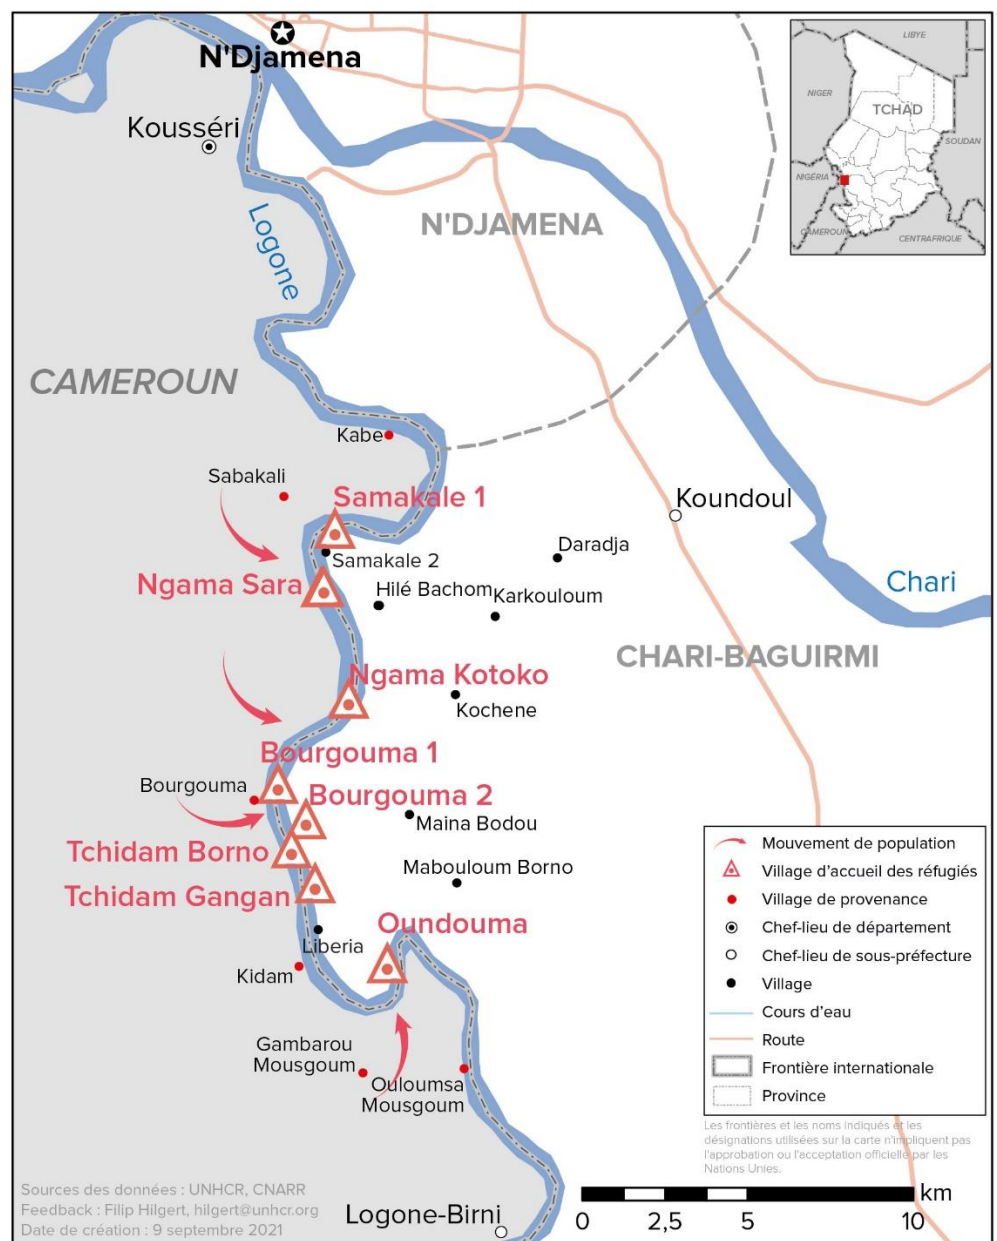 N'Djamena
Kousséri
Logone
N'DJAMENA
LIBYE
NIGER
TCHAD
SOUDAN
NIGÉRIA
CAMEROUN
CENTRAFRIQUE
CAMEROUN
Kabe
Sabakali
Samakale 1
Koundoul
Samakale 2
Daradja
Ngama Sara
Hilé Bachom
Karkouloum
Chari
CHARI-BAGUIRMI
Ngama Kotoko
Kochene
Bourgouma 1
Bourgouma
Bourgouma 2
Maina Bodou
Tchidam Borno
Mabouloum Borno
Tchidam Gangan
Oundouma
Liberia
Kidam
Gambarou
Mousgoum
Ouloumsa
Mousgoum
Logone-Birni
Mouvement de population
Village d'accueil des réfugiés
Village de provenance
Chef-lieu de département
Chef-lieu de sous-préfecture
Village
Cours d'eau
Route
Frontière internationale
Province
Les frontières et les noms indiqués et les
désignations utilisées sur la carte n'impliquent pas
l'approbation ou l'acceptation officielle par les
Nations Unies.
Sources des données : UNHCR, CNARR
Feedback : Filip Hilgert, hilgert@unhcr.org
Date de création : 9 septembre 2021
km
0 2,5 5 10